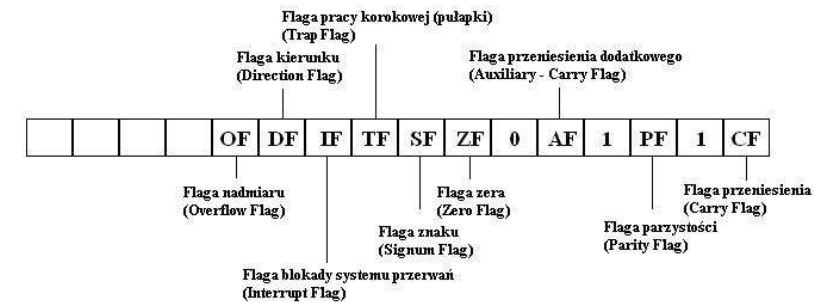 Flaga pracy korokowej (pułapki)
(Trap Flag)
Flaga kierunku
(Direction Flag)
Flaga przeniesienia dodatkowego
(Auxiliary - Carry Flag)
OF DF IF TF SF ZF 0 AF 1 PF 1 CF
Flaga nadmiaru
(Overflow Flag)
Flaga zera
(Zero Flag)
Flaga przeniesienia
(Carry Flag)
Flaga znaku
(Signum Flag)
Flaga parzystości
(Parity Flag)
Flaga blokady systemu przerwań
(Interrupt Flag)